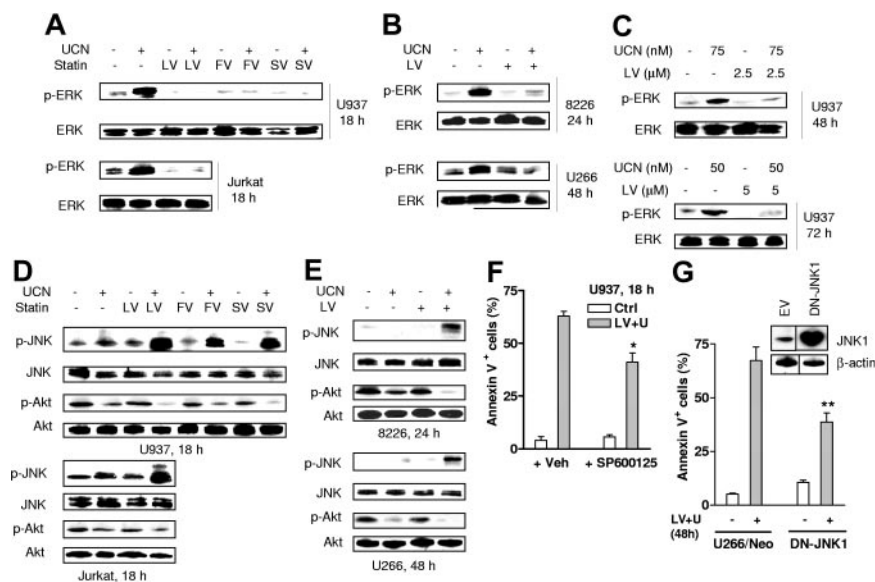 A
UCN - + - + - + - +
Statin - - LV LV FV FV SV SV
p-ERK
ERK
U937
18 h
p-ERK
ERK
Jurkat
18 h
B
UCN - + - +
LV - - + +
p-ERK
ERK
8226
24 h
p-ERK
ERK
U266
48 h
C
UCN (nM) - 75 - 75
LV (μM) - - 2.5 2.5
p-ERK
ERK
U937
48 h
UCN (nM) - 50 - 50
LV (μM) - - 5 5
p-ERK
ERK
U937
72 h
D
UCN - + - + - + - +
Statin - - LV LV FV FV SV SV
p-JNK
JNK
p-Akt
Akt
U937, 18 h
p-JNK
JNK
p-Akt
Akt
Jurkat, 18 h
E
UCN - + - +
LV - - + +
p-JNK
JNK
p-Akt
Akt
8226, 24 h
p-JNK
JNK
p-Akt
Akt
U266, 48 h
F
U937, 18 h
Ctrl
LV+U
Annexin V+ cells (%)
75
50
25
0
*
+ Veh + SP600125
G
EV DN-JNK1
JNK1
β-actin
Annexin V+ cells (%)
75
50
25
0
**
LV+U - + - +
(48h)
U266/Neo DN-JNK1